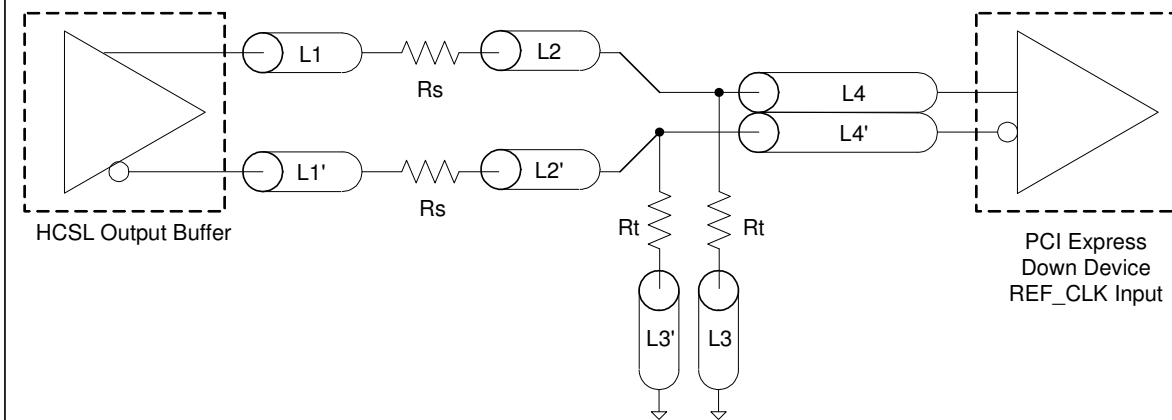 L1
Rs
L2
L4
L4'
L1'
Rs
L2'
HCSL Output Buffer
Rt
Rt
L3'
L3
PCI Express
Down Device
REF_CLK Input